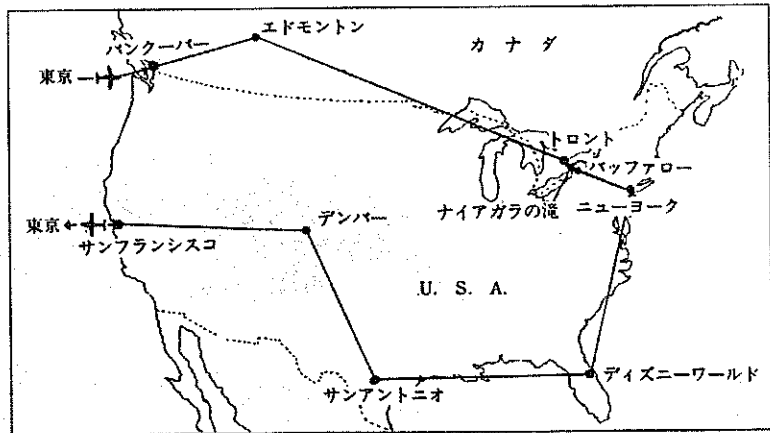 エドモントン
カナダ
バンクーバー
東京
トロント
バッファロー
ナイアガラの滝
ニューヨーク
デンバー
東京
サンフランシスコ
U. S. A.
サンアントニオ
ディズニーワールド